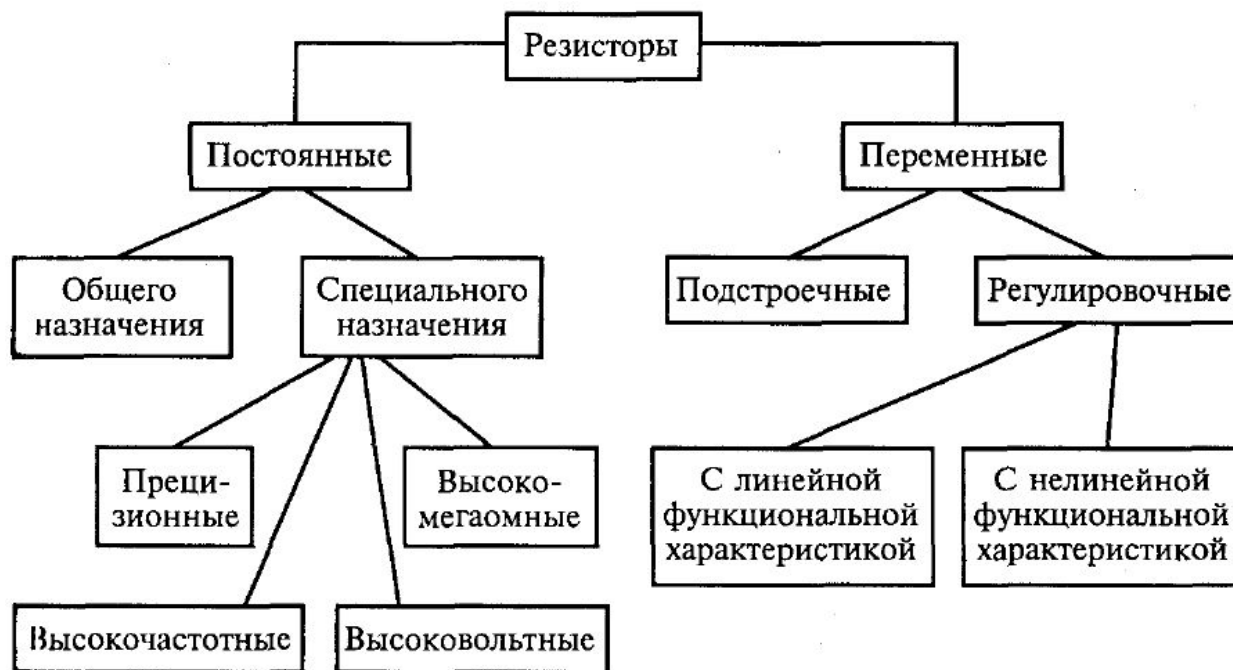 Резисторы
Постоянные
Переменные
Общего
назначения
Специального
назначения
Подстроечные
Регулировочные
Преци-
зионные
Высоко-
мегаомные
С линейной
функциональной
характеристикой
С нелинейной
функциональной
характеристикой
Высокочастотные
Высоковольтные